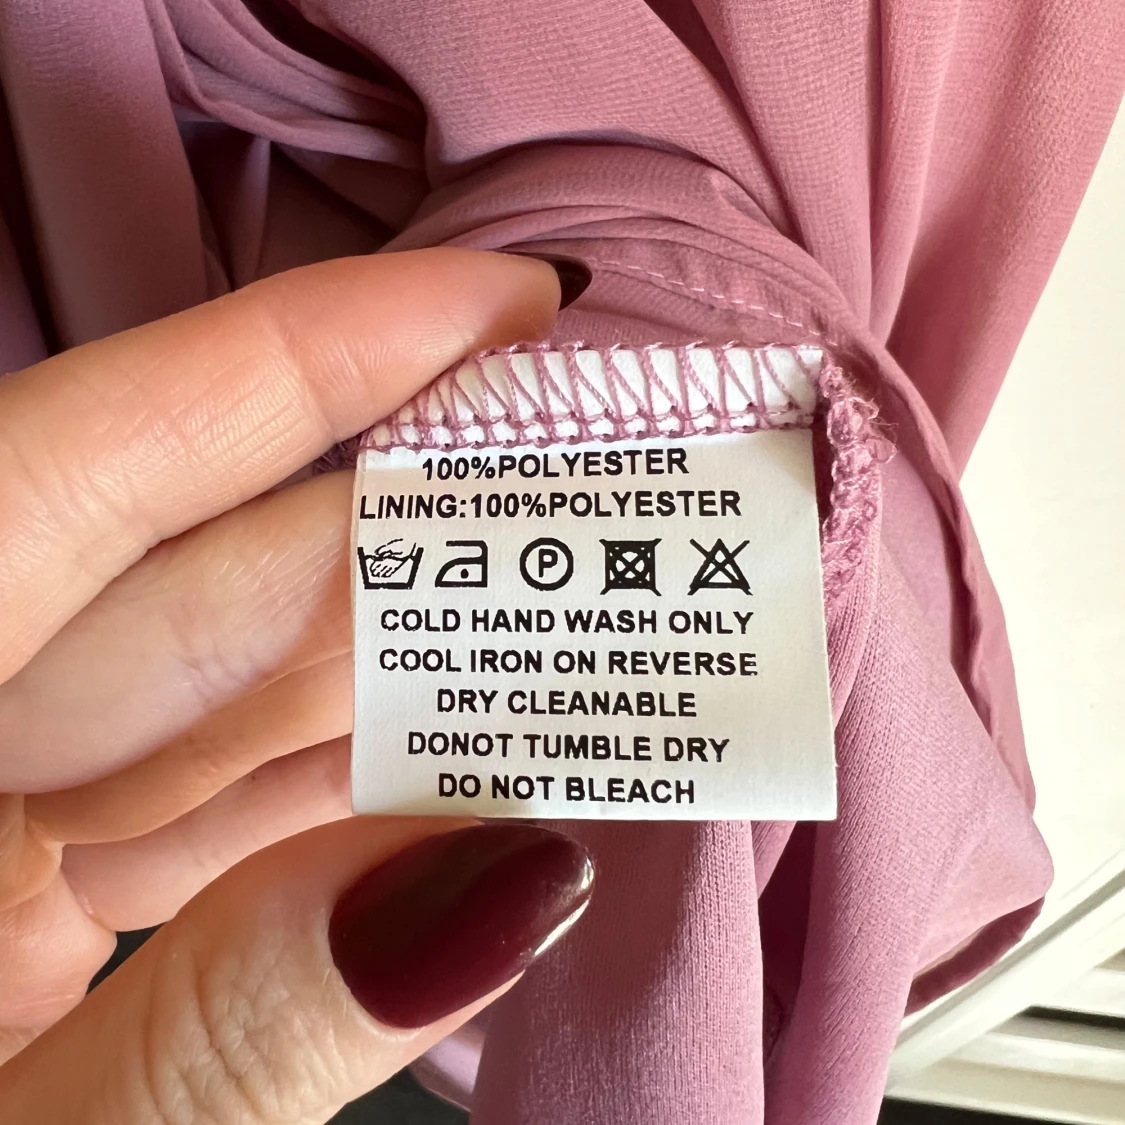 100%POLYESTER
LINING:100%POLYESTER
P
COLD HAND WASH ONLY
COOL IRON ON REVERSE
DRY CLEANABLE
DONOT TUMBLE DRY
DO NOT BLEACH